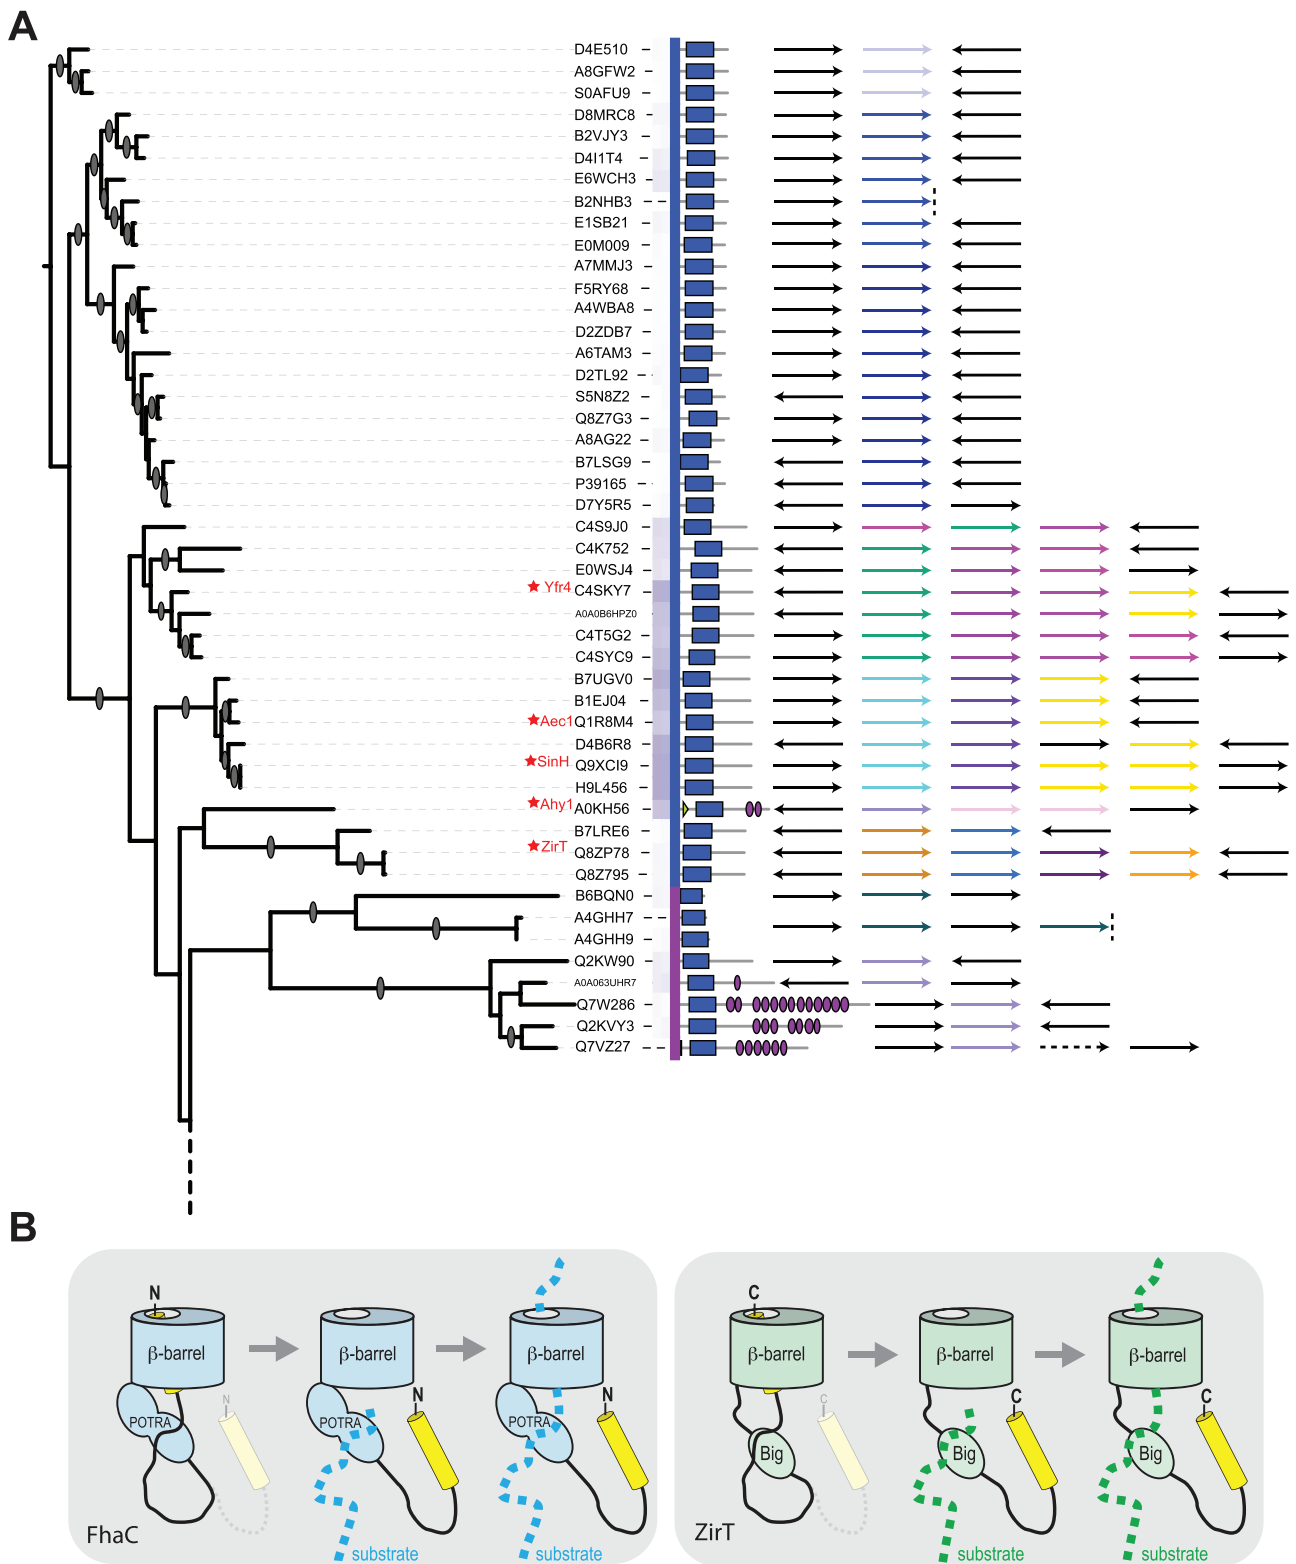 A
D4E510
A8GFW2
S0AFU9
D8MRC8
B2VJY3
D4I1T4
E6WCH3
B2NHB3
E1SB21
E0M009
A7MMJ3
F5RY68
A4WBA8
D2ZDB7
A6TAM3
D2TL92
S5N8Z2
Q8Z7G3
A8AG22
B7LSG9
P39165
D7Y5R5
C4S9J0
C4K752
E0WSJ4
Yfr4 C4SKY7
A0A0B6HPZ0
C4T5G2
C4SYC9
B7UGV0
B1EJ04
Aec1 Q1R8M4
D4B6R8
SinH Q9XCI9
H9L456
Ahy1 A0KH56
B7LRE6
ZirT Q8ZP78
Q8Z795
B6BQN0
A4GHH7
A4GHH9
Q2KW90
A0A063UHR7
Q7W286
Q2KVY3
Q7VZ27
B
N
β-barrel
POTRA
N
β-barrel
POTRA
N
substrate
β-barrel
POTRA
N
substrate
FhaC
C
β-barrel
Big
C
β-barrel
Big
C
substrate
β-barrel
Big
C
substrate
ZirT